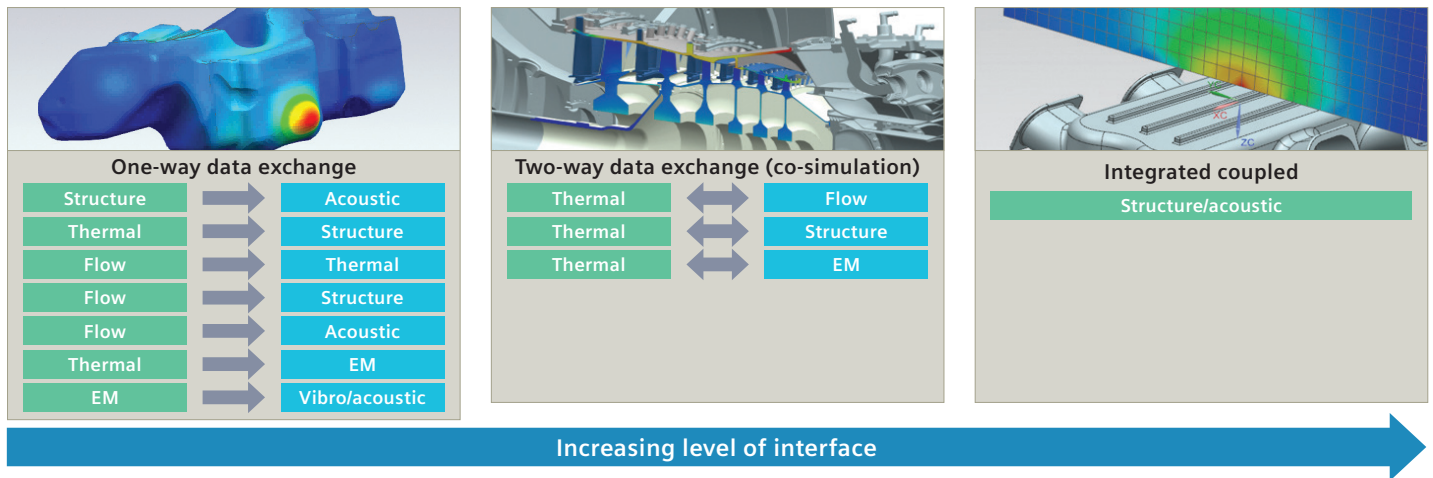 One-way data exchange
Structure
Acoustic
Thermal
Structure
Flow
Thermal
Flow
Structure
Flow
Acoustic
Thermal
EM
EM
Vibro/acoustic
Two-way data exchange (co-simulation)
Thermal
Flow
Thermal
Structure
Thermal
EM
XC
ZC
Integrated coupled
Structure/acoustic
Increasing level of interface